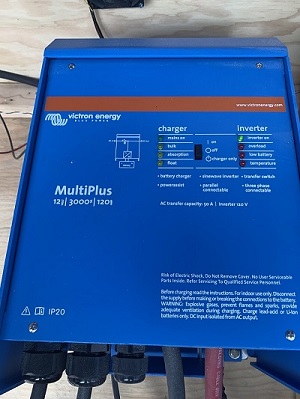 victron energy
BLUE POWER
www.victronenergy.com
charger
inverter
mains on
bulk
absorption
float
on
off
charger only
inverter on
overload
low battery
temperature
• battery charger • sinewave inverter • transfer switch
• powerassist • parallel connectable • three phase connectable
AC transfer capacity: 50 A | Inverter 120 V
MultiPlus
12 | 3000 | 120
Risk of Electric Shock, Do Not Remove Cover. No User Serviceable
Parts Inside. Refer Servicing To Qualified Service Personnel.
Before charging read the instructions. For indoor use only. Disconnect
the supply before making or breaking the connections to the battery.
WARNING: Explosive gases, prevent flames and sparks, provide
adequate ventilation during charging. Charge lead-acid or Li-Ion
batteries only. DC input isolated from AC output.
IP20